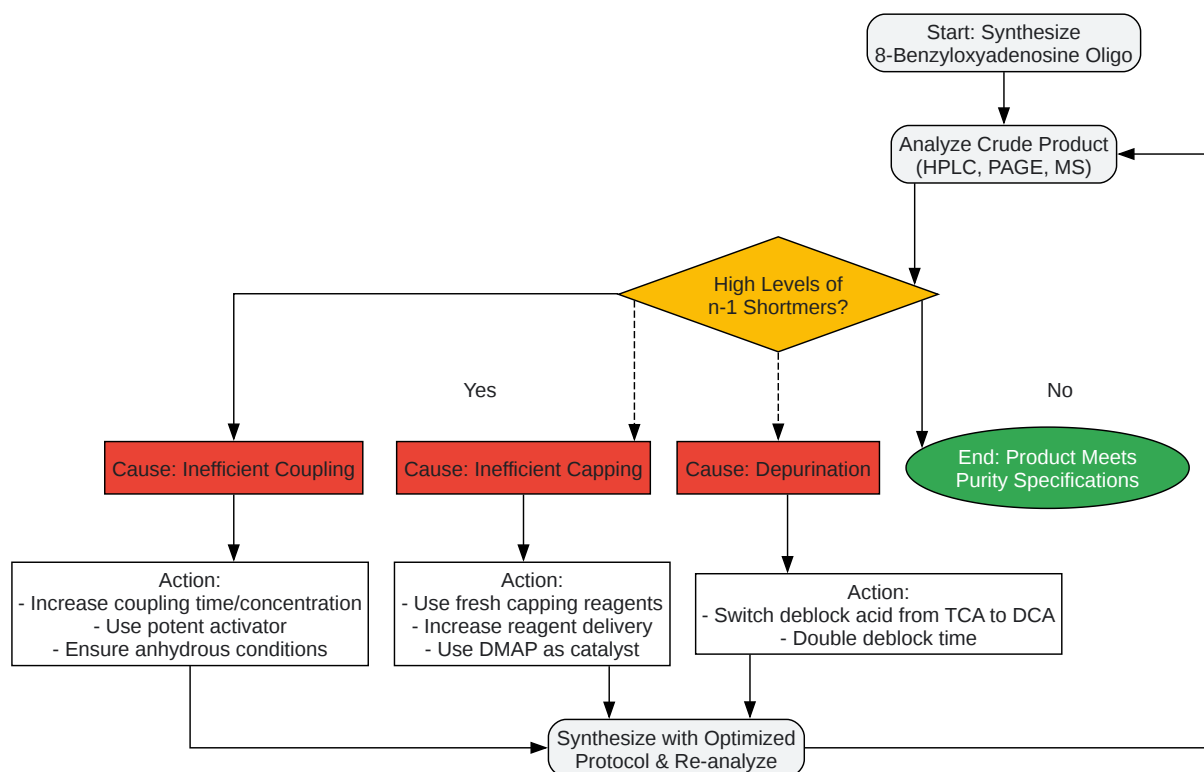 Start: Synthesize
8-Benzyloxyadenosine Oligo
Analyze Crude Product
(HPLC, PAGE, MS)
High Levels of
n-1 Shortmers?
Yes
No
Cause: Inefficient Coupling
Cause: Inefficient Capping
Cause: Depurination
End: Product Meets
Purity Specifications
Action:
- Increase coupling time/concentration
- Use potent activator
- Ensure anhydrous conditions
Action:
- Use fresh capping reagents
- Increase reagent delivery
- Use DMAP as catalyst
Action:
- Switch deblock acid from TCA to DCA
- Double deblock time
Synthesize with Optimized
Protocol & Re-analyze